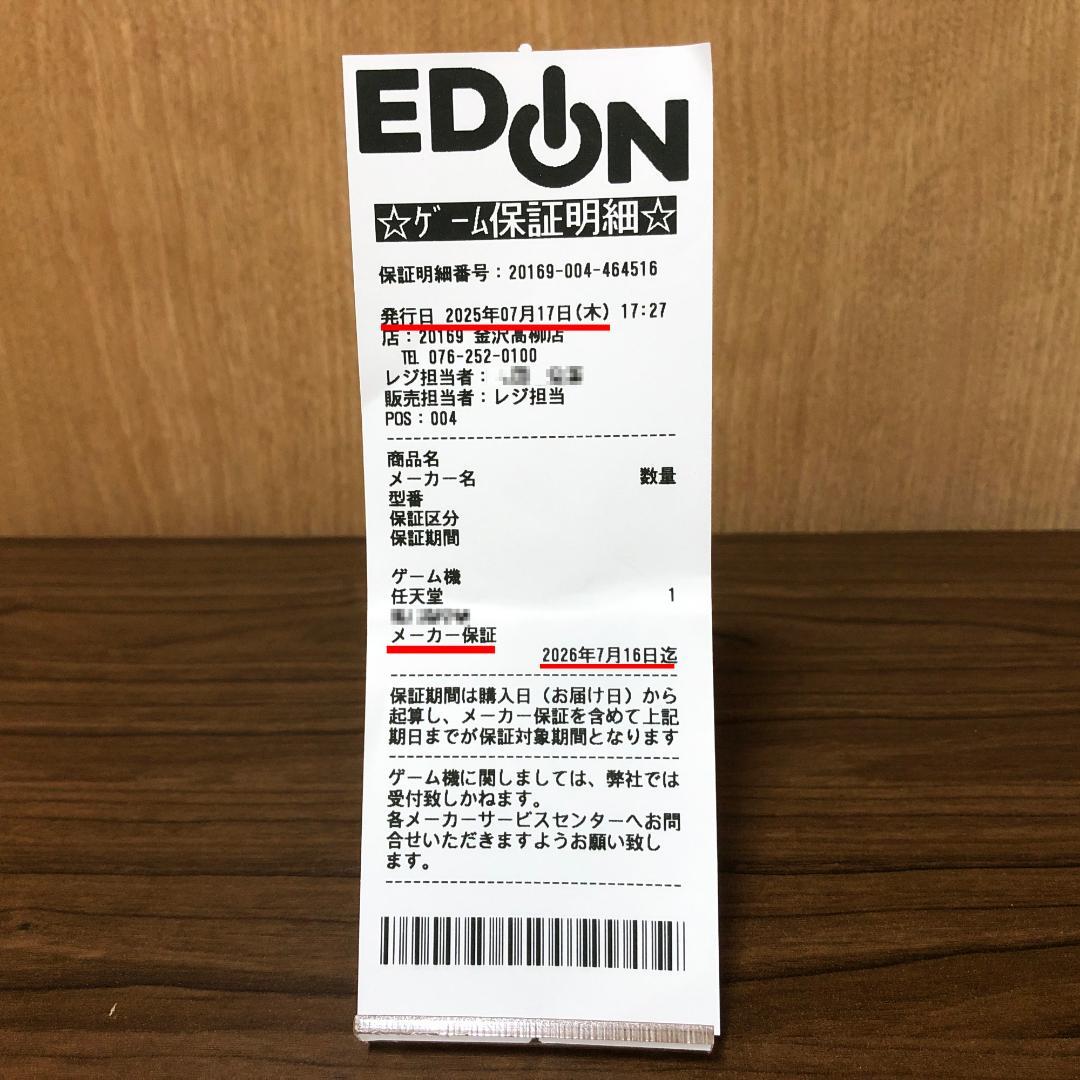 EDION
☆ゲーム保証明細☆
保証明細番号：20169-004-464516
発行日 2025年07月17日(木) 17:27
店：20169 金沢高柳店
TEL 076-252-0100
レジ担当者：
販売担当者：レジ担当
POS：004
商品名
メーカー名 数量
型番
保証区分
保証期間
ゲーム機
任天堂 1
メーカー保証
2026年7月16日迄
保証期間は購入日（お届け日）から
起算し、メーカー保証を含めて上記
期日までが保証対象期間となります
ゲーム機に関しましては、弊社では
受付致しかねます。
各メーカーサービスセンターへお問
合せいただきますようお願い致し
ます。